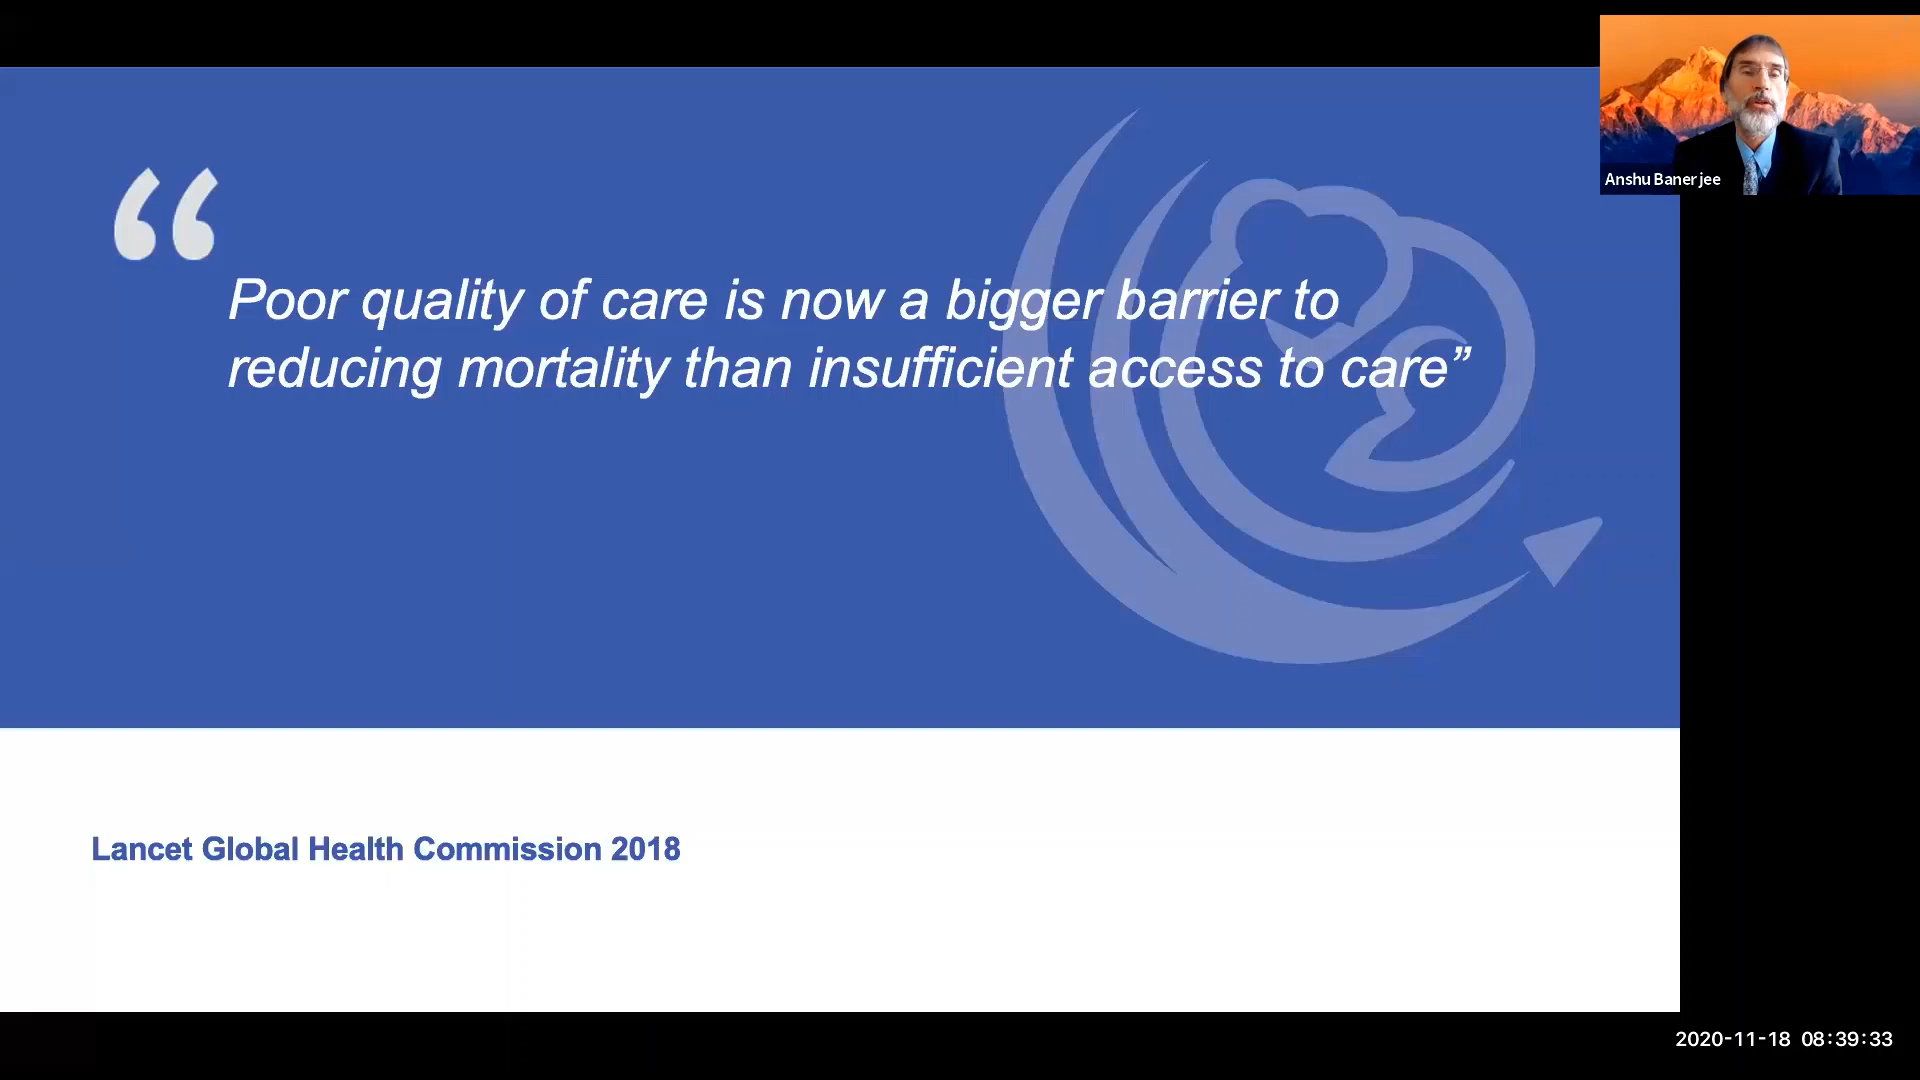 Anshu Banerjee
“
Poor quality of care is now a bigger barrier to
reducing mortality than insufficient access to care”
Lancet Global Health Commission 2018
2020-11-18 08:39:33